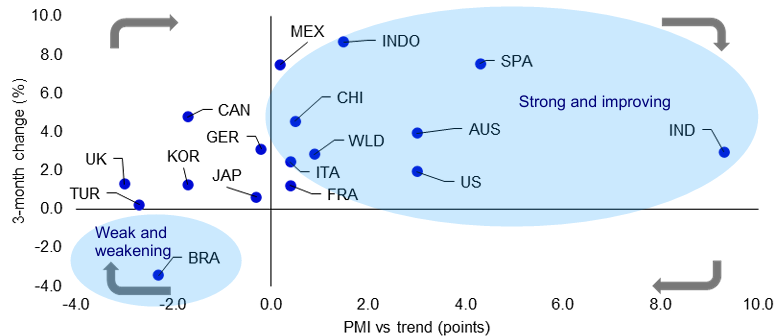 10.0
8.0
6.0
4.0
2.0
0.0
-2.0
-4.0
3-month change (%)
MEX
INDO
SPA
Strong and improving
CAN
CHI
GER
WLD
AUS
IND
UK
KOR
JAP
ITA
US
TUR
FRA
Weak and
weakening
BRA
-4.0
-2.0
0.0
2.0
4.0
6.0
8.0
10.0
PMI vs trend (points)